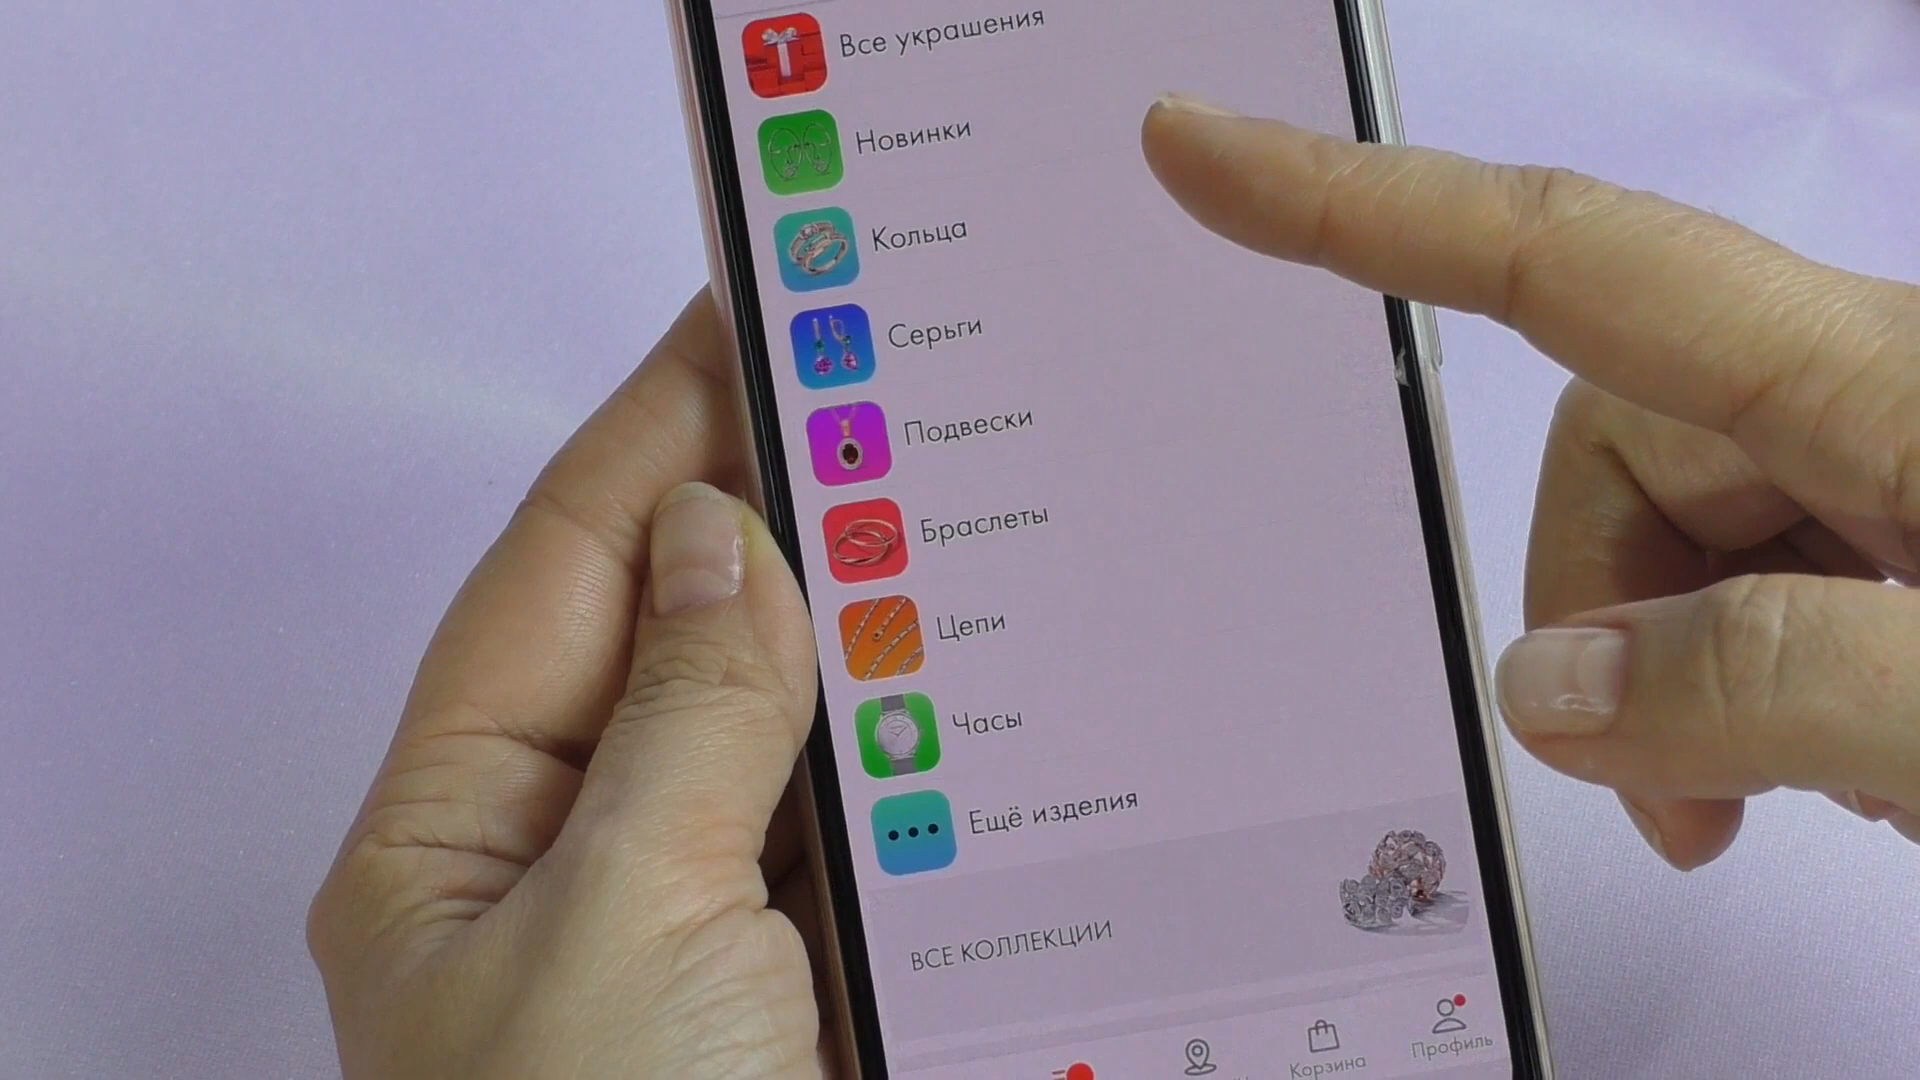 Все украшения
Новинки
Кольца
Серьги
Подвески
Браслеты
Цепи
Часы
Ещё изделия
ВСЕ КОЛЛЕКЦИИ
Корзина
Профиль